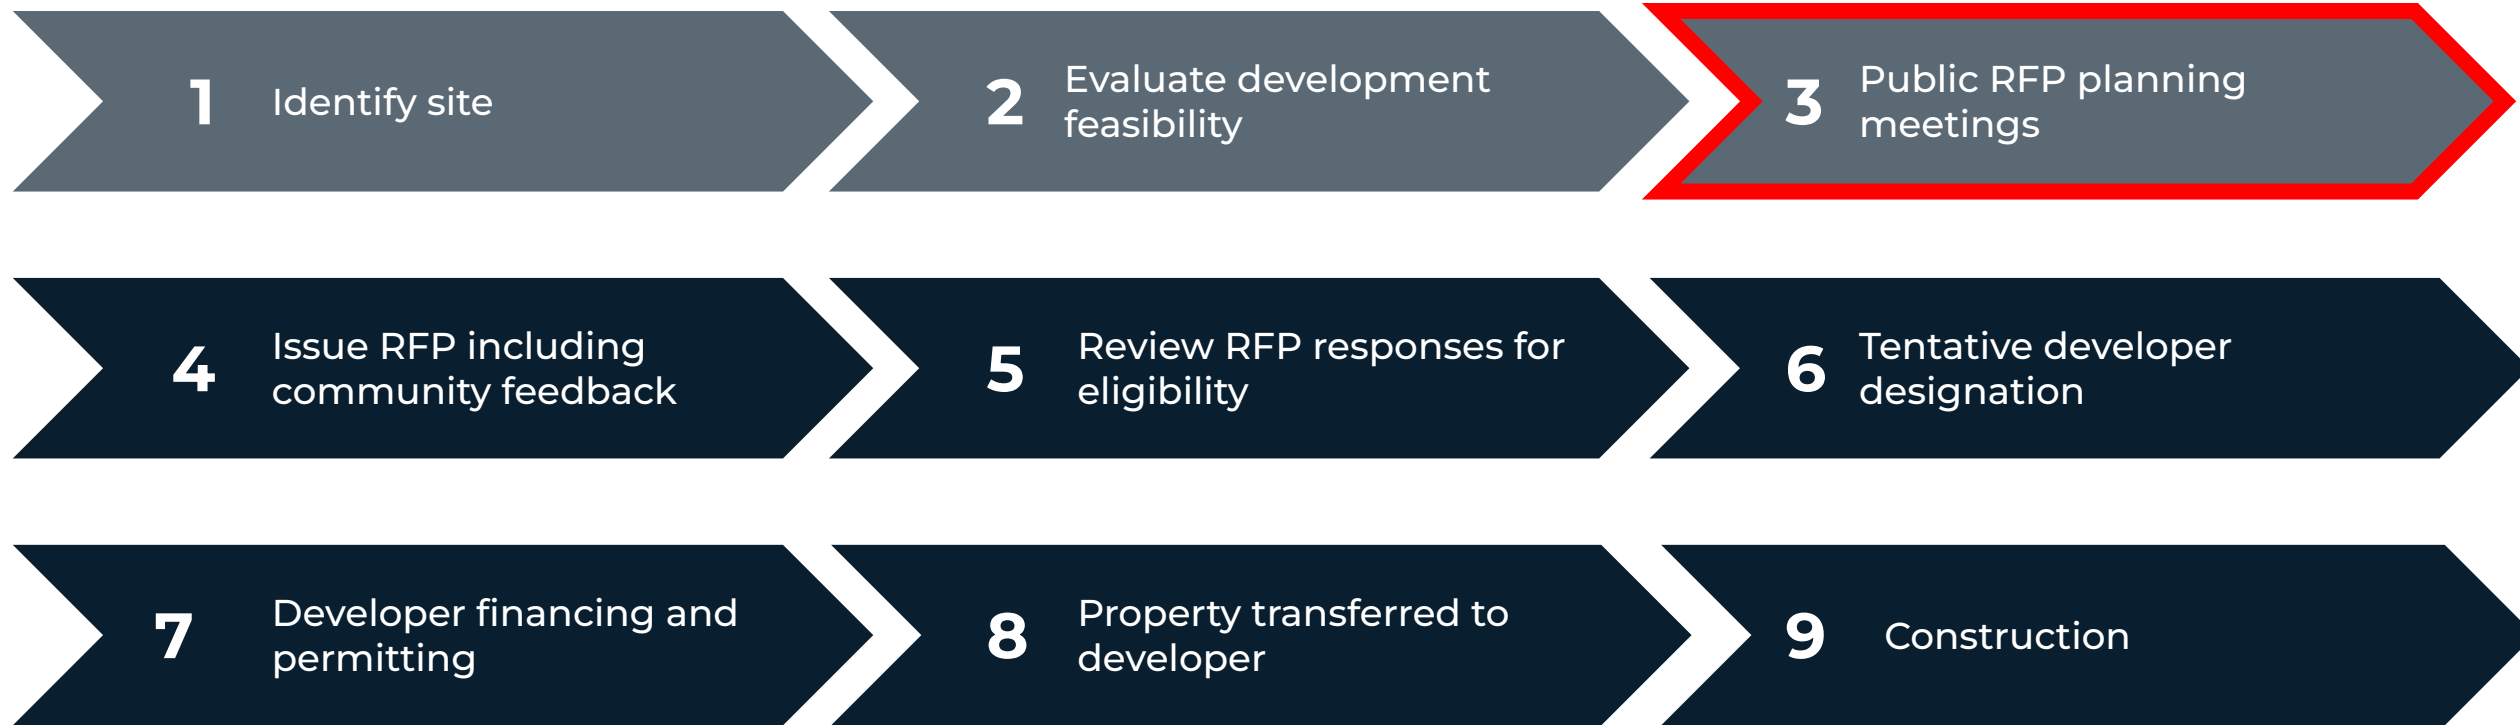 1
Identify site
2
Evaluate development
feasibility
3
Public RFP planning
meetings
4
Issue RFP including
community feedback
5
Review RFP responses for
eligibility
6
Tentative developer
designation
7
Developer financing and
permitting
8
Property transferred to
developer
9
Construction